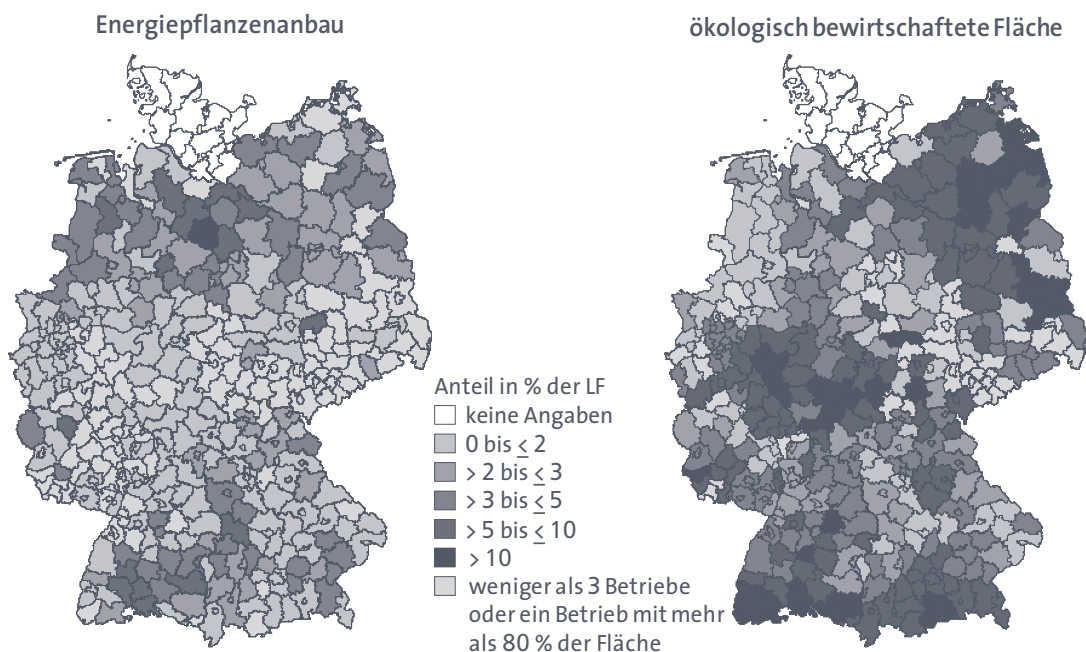 Energiepflanzenanbau
ökologisch bewirtschaftete Fläche
Anteil in % der LF
keine Angaben
0 bis ≤ 2
> 2 bis ≤ 3
> 3 bis ≤ 5
> 5 bis ≤ 10
> 10
weniger als 3 Betriebe
oder ein Betrieb mit mehr
als 80 % der Fläche